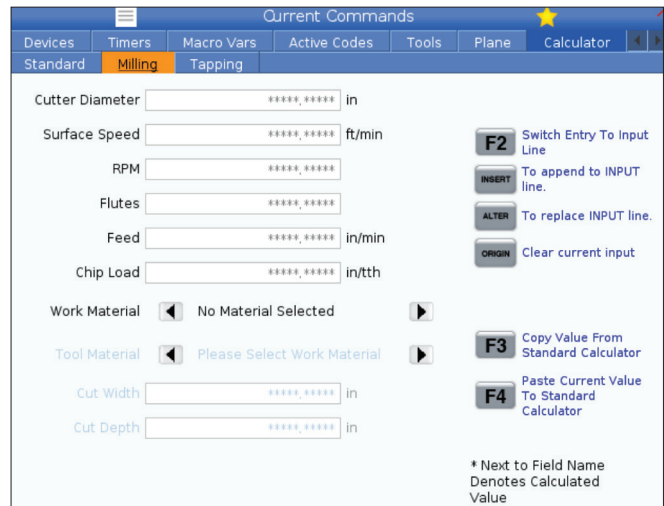 Current Commands
Devices Timers Macro Vars Active Codes Tools Plane Calculator
Standard Milling Tapping
Cutter Diameter *****.***** in
Surface Speed *****.***** ft/min
RPM *****.*****
Flutes *****.*****
Feed *****.***** in/min
Chip Load *****.***** in/tth
Work Material No Material Selected
Tool Material Please Select Work Material
Cut Width *****.***** in
Cut Depth *****.***** in
F2 Switch Entry To Input
Line
INSERT To append to INPUT
line.
ALTER To replace INPUT line.
ORIGIN Clear current input
F3 Copy Value From
Standard Calculator
F4 Paste Current Value
To Standard
Calculator
* Next to Field Name
Denotes Calculated
Value